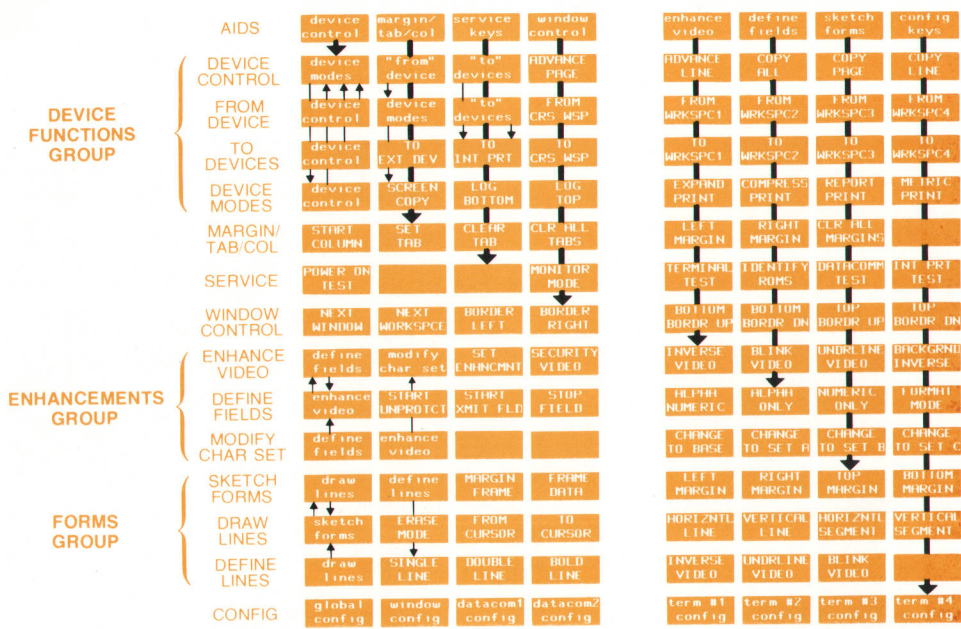 AIDS
device control
margin/ tab/col
service keys
window control
enhance video
define fields
sketch forms
config keys
DEVICE FUNCTIONS GROUP
DEVICE CONTROL
device modes
"from" device
"to" devices
ADVANCE PAGE
ADVANCE LINE
COPY ALL
COPY PAGE
COPY LINE
FROM DEVICE
device control
device modes
"to" devices
FROM CRS WSP
FROM WRKSPC1
FROM WRKSPC2
FROM WRKSPC3
FROM WRKSPC4
TO DEVICES
device control
TO EXT DEV
TO INT PRT
TO CRS WSP
TO WRKSPC1
TO WRKSPC2
TO WRKSPC3
TO WRKSPC4
DEVICE MODES
device control
SCREEN COPY
LOG BOTTOM
LOG TOP
EXPAND PRINT
COMPRESS PRINT
REPORT PRINT
METRIC PRINT
MARGIN/ TAB/COL
START COLUMN
SET TAB
CLEAR TAB
CLR ALL TABS
LEFT MARGIN
RIGHT MARGIN
CLR ALL MARGINS
SERVICE
POWER ON TEST
MONITOR MODE
TERMINAL TEST
IDENTIFY ROMS
DATACOMM TEST
INT PRT TEST
WINDOW CONTROL
NEXT WINDOW
NEXT WORKSPCE
BORDER LEFT
BORDER RIGHT
BOTTOM BORDR UP
BOTTOM BORDR DN
TOP BORDR UP
TOP BORDR DN
ENHANCEMENTS GROUP
ENHANCE VIDEO
define fields
modify char set
SET ENHNCMNT
SECURITY VIDEO
INVERSE VIDEO
BLINK VIDEO
UNDRLINE VIDEO
BACKGRND INVERSE
DEFINE FIELDS
enhance video
START UNPROTCT
START XMIT FLD
STOP FIELD
ALPHA NUMERIC
ALPHA ONLY
NUMERIC ONLY
FORMAT MODE
MODIFY CHAR SET
define fields
enhance video
CHANGE TO BASE
CHANGE TO SET A
CHANGE TO SET B
CHANGE TO SET C
FORMS GROUP
SKETCH FORMS
draw lines
define lines
MARGIN FRAME
FRAME DATA
LEFT MARGIN
RIGHT MARGIN
TOP MARGIN
BOTTOM MARGIN
DRAW LINES
sketch forms
ERASE MODE
FROM CURSOR
TO CURSOR
HORIZNTL LINE
VERTICAL LINE
HORIZNTL SEGMENT
VERTICAL SEGMENT
DEFINE LINES
draw lines
SINGLE LINE
DOUBLE LINE
BOLD LINE
INVERSE VIDEO
UNDRLINE VIDEO
BLINK VIDEO
CONFIG
global config
window config
datacom1 config
datacom2 config
term #1 config
term #2 config
term #3 config
term #4 config